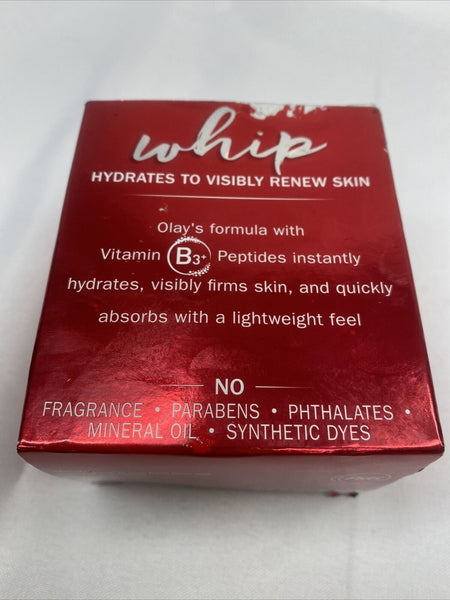 whip
HYDRATES TO VISIBLY RENEW SKIN
Olay's formula with
Vitamin B3+ Peptides instantly
hydrates, visibly firms skin, and quickly
absorbs with a lightweight feel
NO
FRAGRANCE • PARABENS • PHTHALATES •
MINERAL OIL • SYNTHETIC DYES